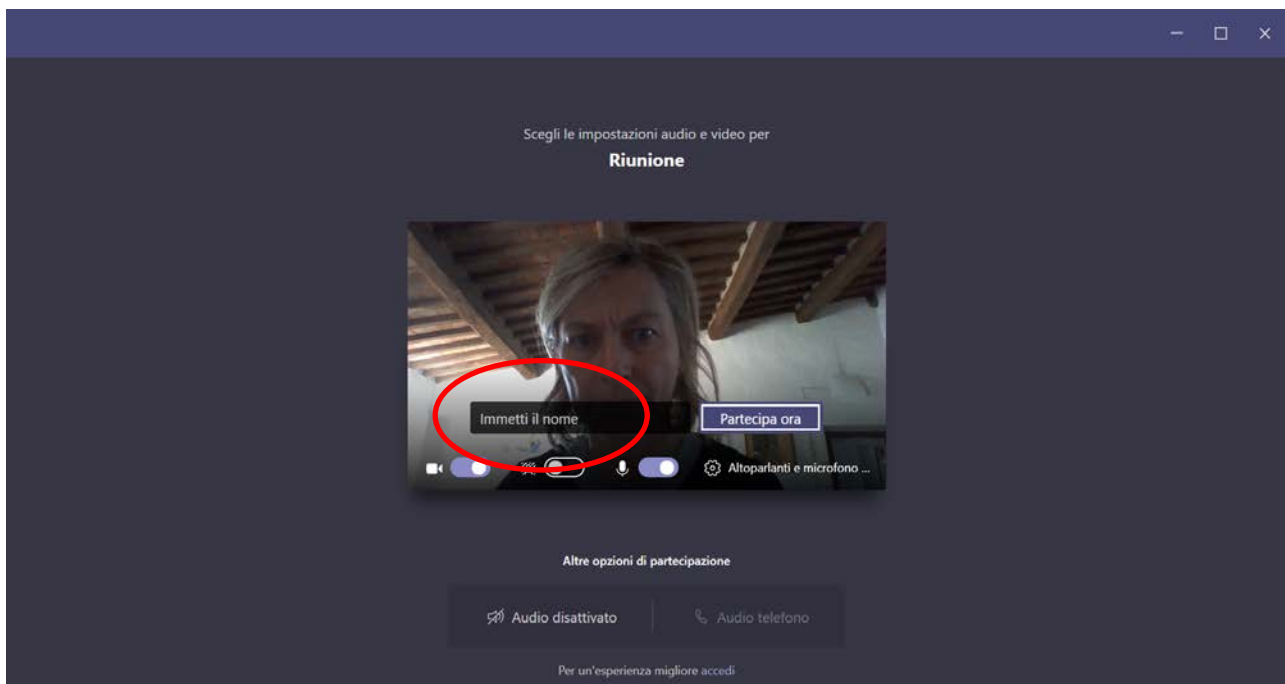 Scegli le impostazioni audio e video per
Riunione
Immetti il nome
Partecipa ora
Altoparlanti e microfono ...
Altre opzioni di partecipazione
Audio disattivato
Audio telefono
Per un'esperienza migliore accedi